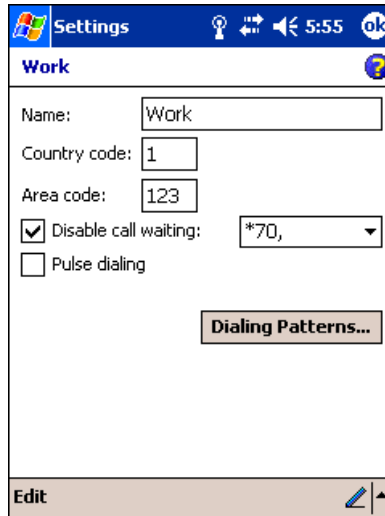 Settings 5:55 ok
Work
Name: Work
Country code: 1
Area code: 123
Disable call waiting: *70,
Pulse dialing
Dialing Patterns...
Edit